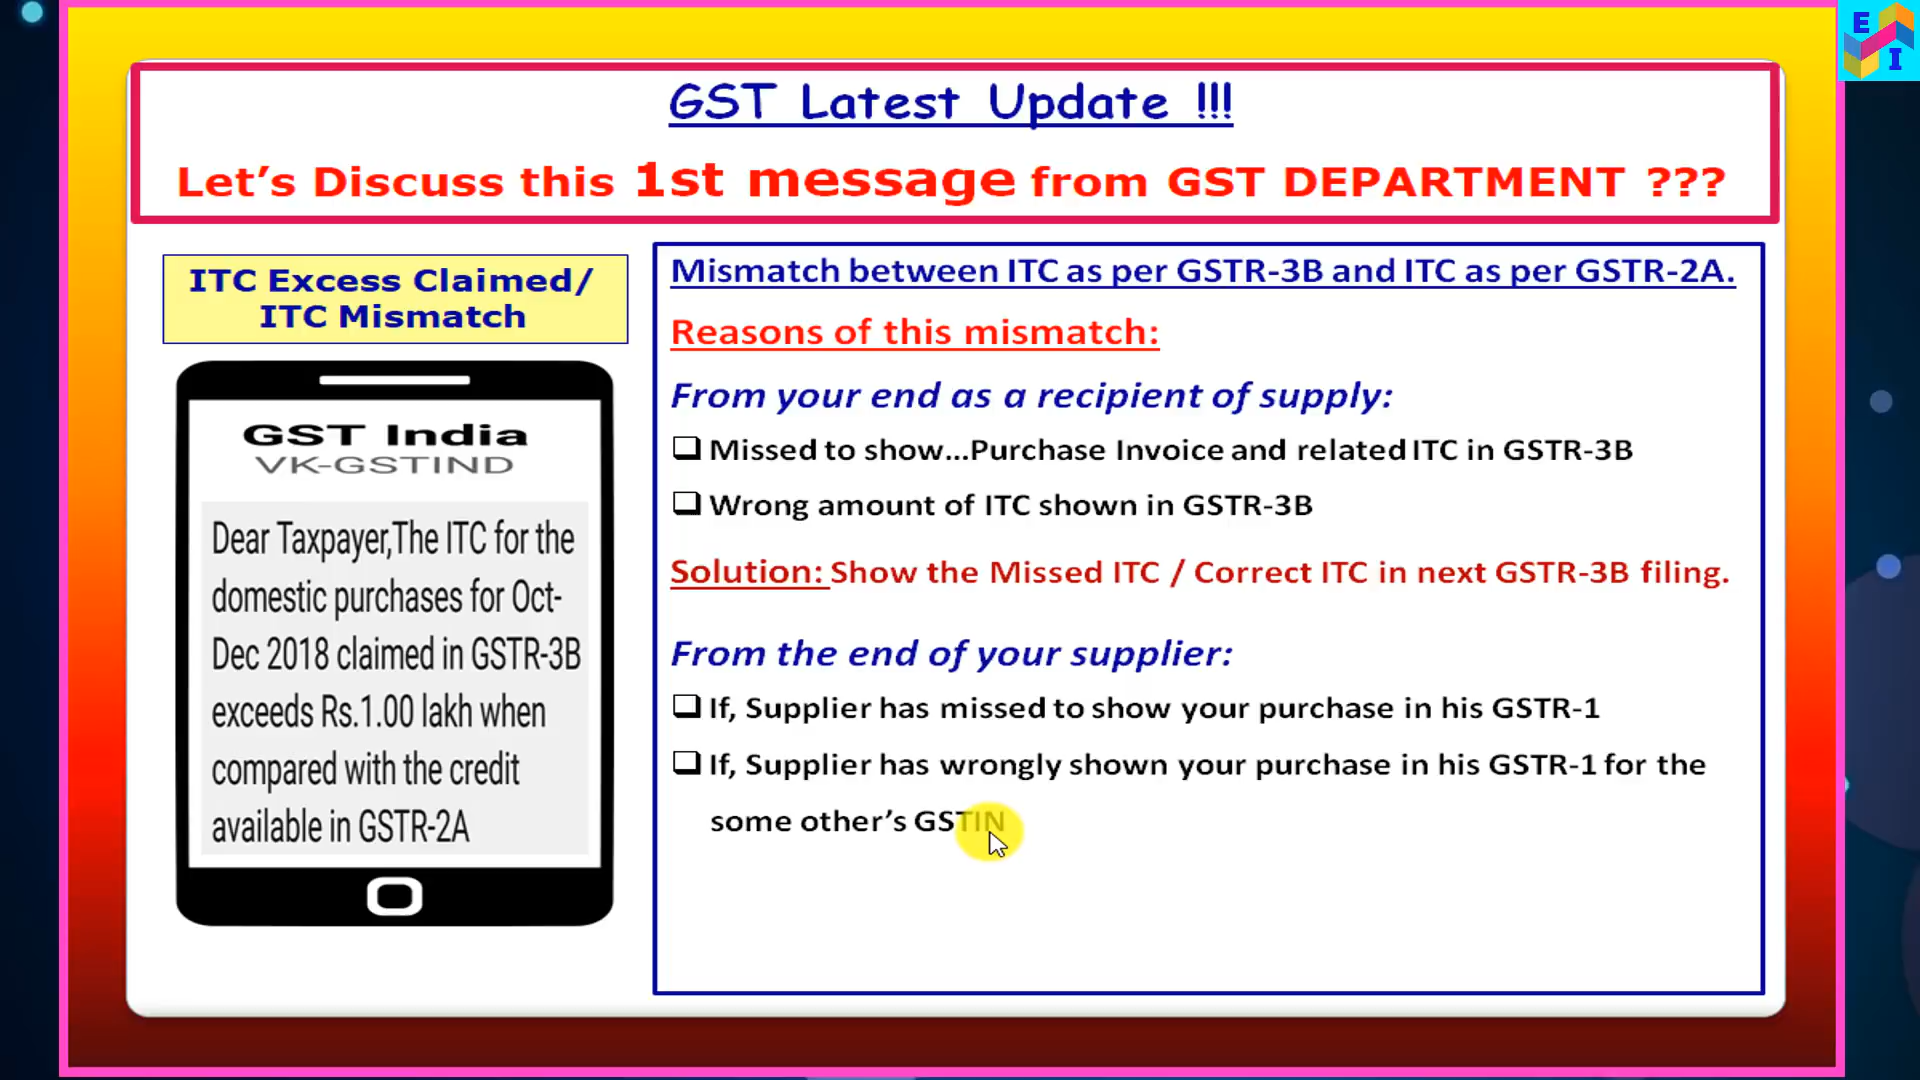 E
I
GST Latest Update !!!
Let's Discuss this 1st message from GST DEPARTMENT ???
ITC Excess Claimed/
ITC Mismatch
GST India
VK-GSTIND
Dear Taxpayer,The ITC for the
domestic purchases for Oct-
Dec 2018 claimed in GSTR-3B
exceeds Rs.1.00 lakh when
compared with the credit
available in GSTR-2A
Mismatch between ITC as per GSTR-3B and ITC as per GSTR-2A.
Reasons of this mismatch:
From your end as a recipient of supply:
Missed to show...Purchase Invoice and related ITC in GSTR-3B
Wrong amount of ITC shown in GSTR-3B
Solution: Show the Missed ITC / Correct ITC in next GSTR-3B filing.
From the end of your supplier:
If, Supplier has missed to show your purchase in his GSTR-1
If, Supplier has wrongly shown your purchase in his GSTR-1 for the
some other's GSTIN